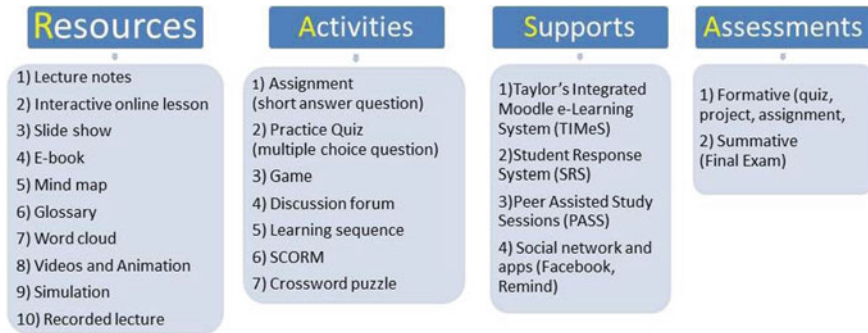 Resources
1) Lecture notes
2) Interactive online lesson
3) Slide show
4) E-book
5) Mind map
6) Glossary
7) Word cloud
8) Videos and Animation
9) Simulation
10) Recorded lecture
Activities
1) Assignment
(short answer question)
2) Practice Quiz
(multiple choice question)
3) Game
4) Discussion forum
5) Learning sequence
6) SCORM
7) Crossword puzzle
Supports
1)Taylor's Integrated
Moodle e-Learning
System (TIMeS)
2)Student Response
System (SRS)
3)Peer Assisted Study
Sessions (PASS)
4) Social network and
apps (Facebook,
Remind)
Assessments
1) Formative (quiz,
project, assignment,
2) Summative
(Final Exam)